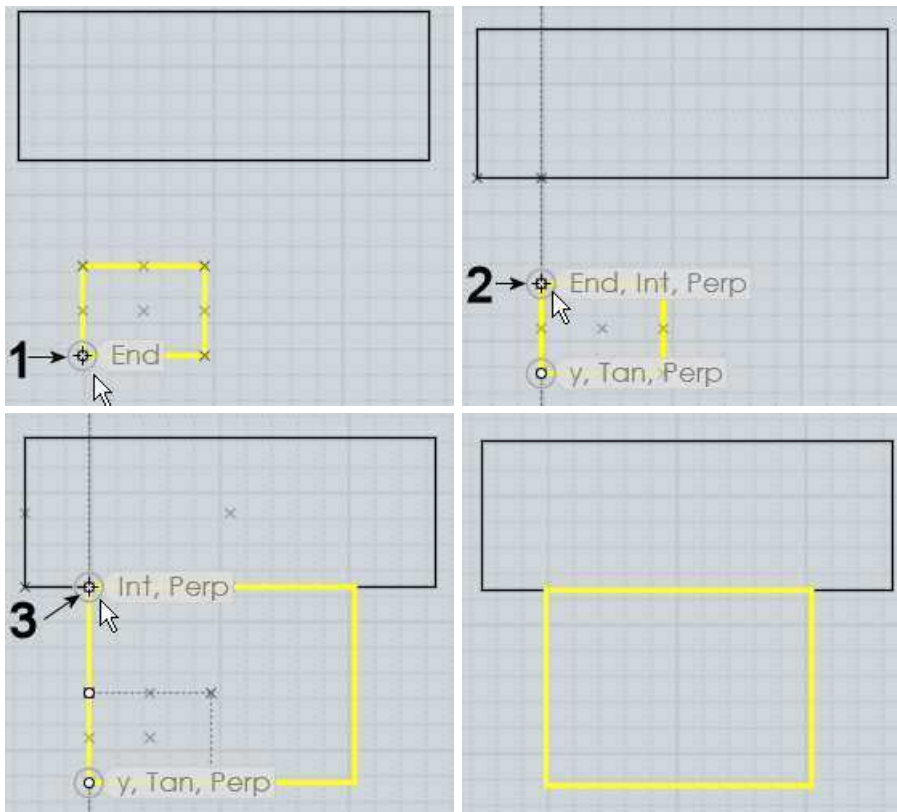 1
End
2
End, Int, Perp
y, Tan, Perp
Int, Perp
3
y, Tan, Perp